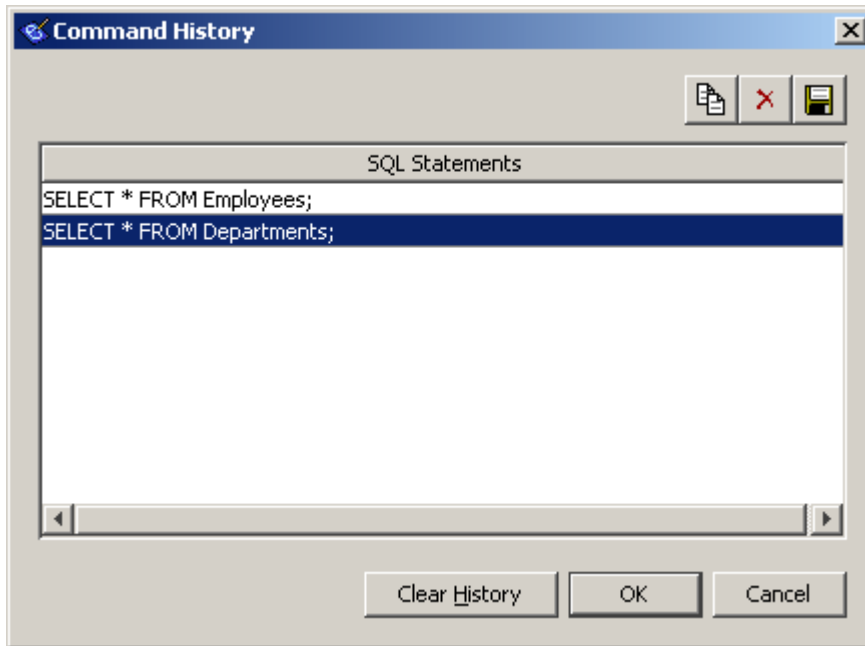 Command History
SQL Statements
SELECT * FROM Employees;
SELECT * FROM Departments;
Clear History
OK
Cancel